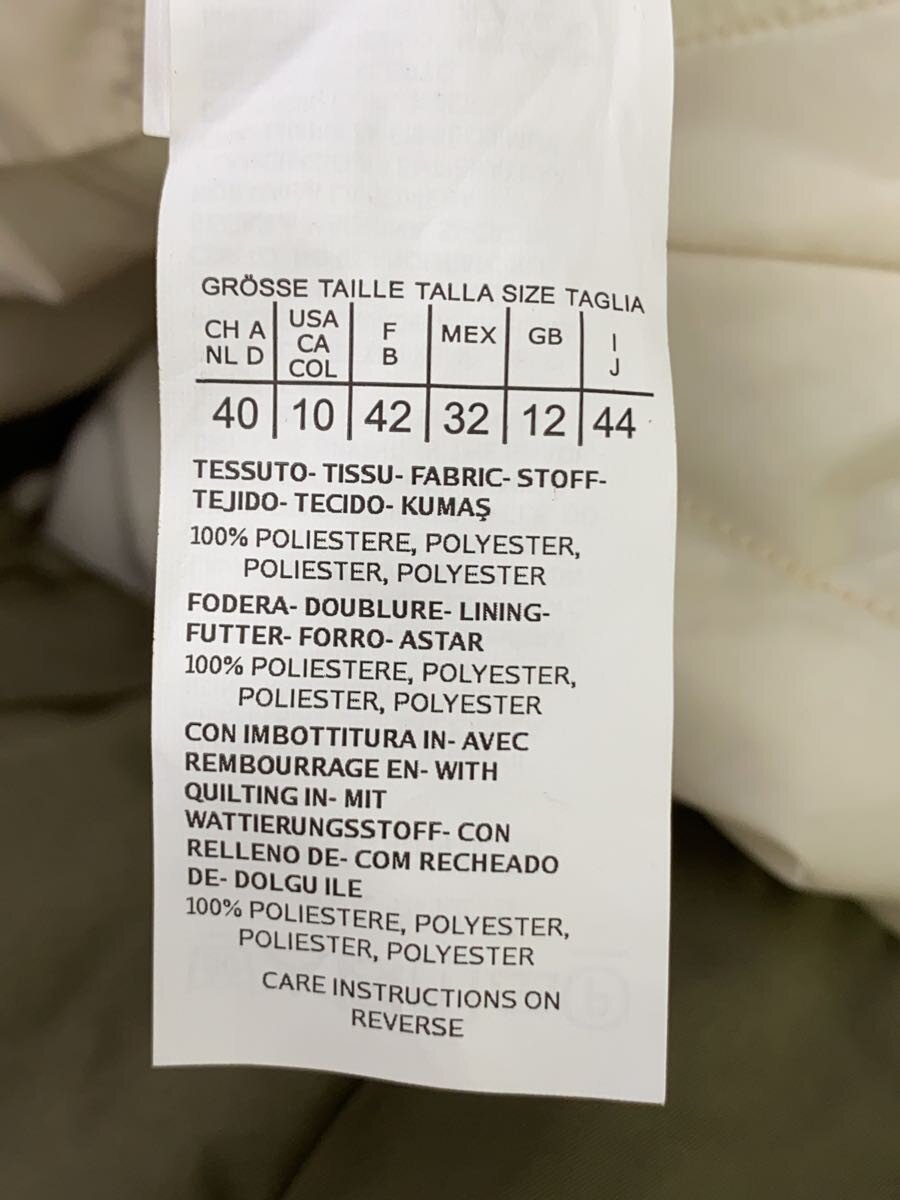 GRÖSSE TAILLE TALLA SIZE TAGLIA
CH A NL D | USA CA COL | F B | MEX | GB | I J
40 | 10 | 42 | 32 | 12 | 44
TESSUTO- TISSU- FABRIC- STOFF-
TEJIDO- TECIDO- KUMAŞ
100% POLIESTERE, POLYESTER,
POLIESTER, POLYESTER
FODERA- DOUBLURE- LINING-
FUTTER- FORRO- ASTAR
100% POLIESTERE, POLYESTER,
POLIESTER, POLYESTER
CON IMBOTTITURA IN- AVEC
REMBOURRAGE EN- WITH
QUILTING IN- MIT
WATTIERUNGSSTOFF- CON
RELLENO DE- COM RECHEADO
DE- DOLGU ILE
100% POLIESTERE, POLYESTER,
POLIESTER, POLYESTER
CARE INSTRUCTIONS ON
REVERSE